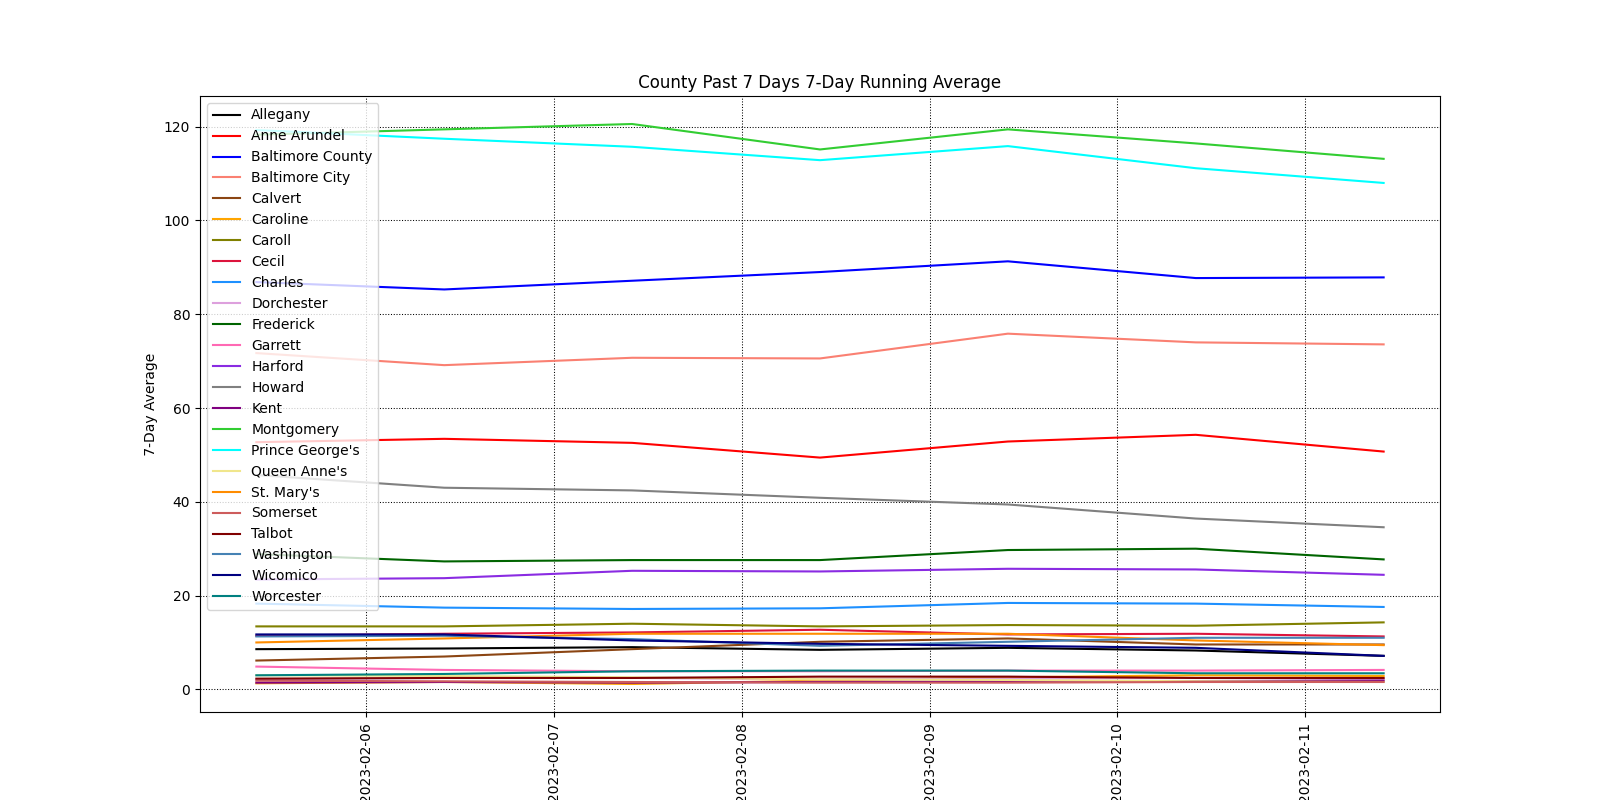 County Past 7 Days 7-Day Running Average
120
100
80
60
40
20
0
7-Day Average
Allegany
Anne Arundel
Baltimore County
Baltimore City
Calvert
Caroline
Caroll
Cecil
Charles
Dorchester
Frederick
Garrett
Harford
Howard
Kent
Montgomery
Prince George's
Queen Anne's
St. Mary's
Somerset
Talbot
Washington
Wicomico
Worcester
2023-02-06
2023-02-07
2023-02-08
2023-02-09
2023-02-10
2023-02-11